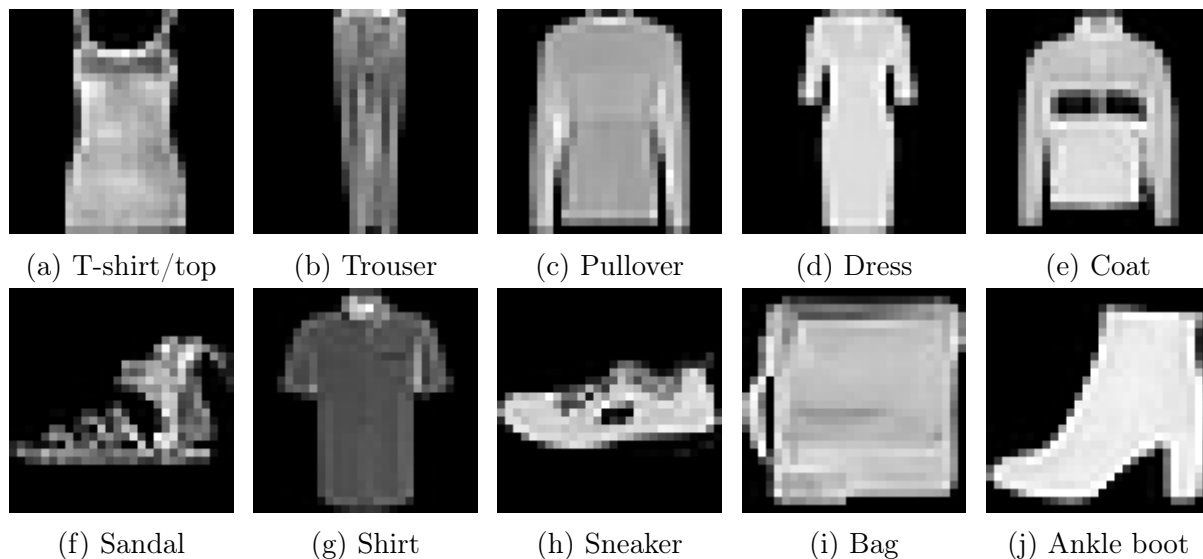 (a) T-shirt/top (b) Trouser (c) Pullover (d) Dress (e) Coat
(f) Sandal (g) Shirt (h) Sneaker (i) Bag (j) Ankle boot